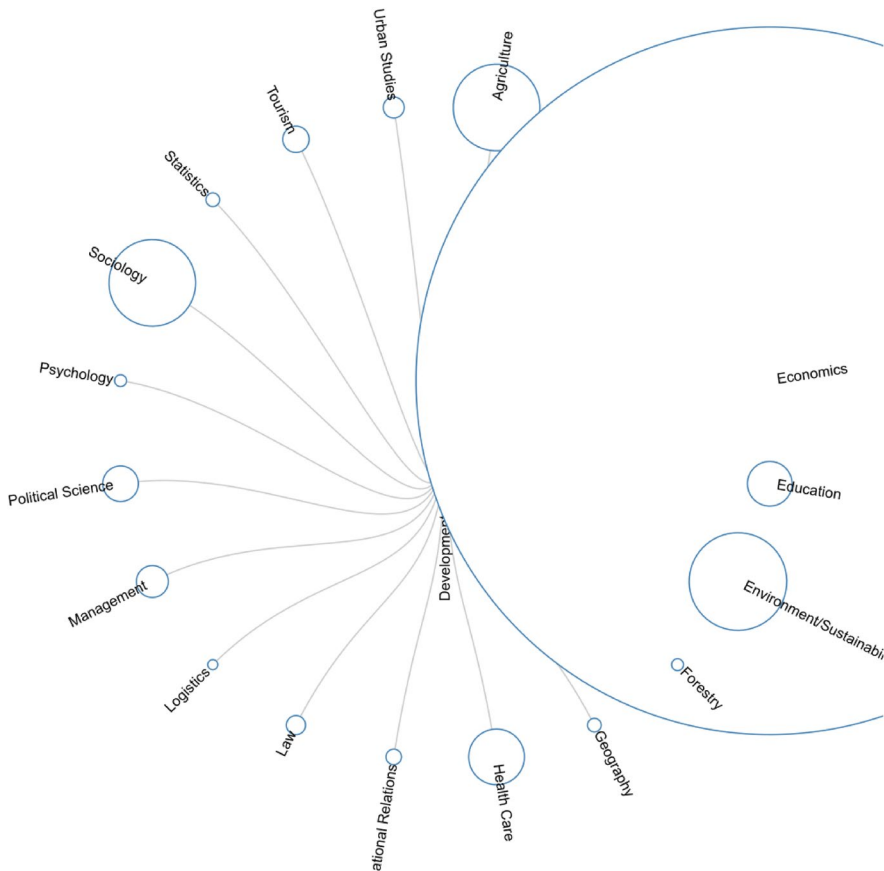 Urban Studies
Agriculture
Tourism
Statistics
Sociology
Psychology
Economics
Political Science
Education
Development
Management
Environment/Sustainabi
Logistics
Forestry
Law
Geography
ational Relations
Health Care